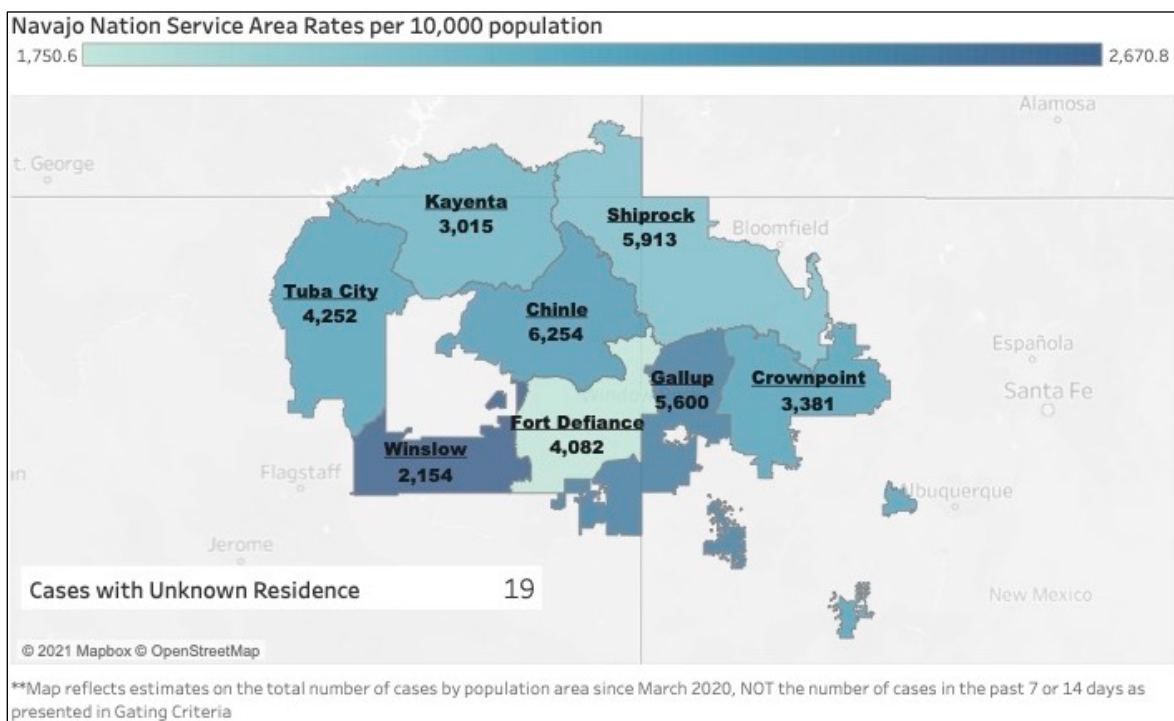 Navajo Nation Service Area Rates per 10,000 population
1,750.6
2,670.8
Alamosa
t. George
Kayenta
3,015
Shiprock
5,913
Bloomfield
Tuba City
4,252
Chinle
6,254
Española
Gallup
5,600
Crownpoint
3,381
Santa Fe
Fort Defiance
4,082
Winslow
2,154
Flagstaff
Albuquerque
Jerome
Cases with Unknown Residence 19
New Mexico
© 2021 Mapbox © OpenStreetMap
**Map reflects estimates on the total number of cases by population area since March 2020, NOT the number of cases in the past 7 or 14 days as
presented in Gating Criteria